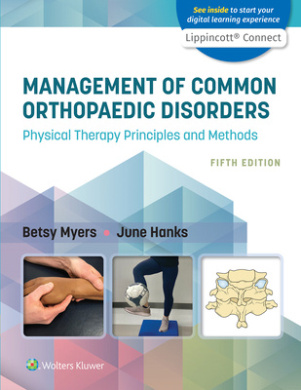 See inside to start your
digital learning experience
Lippincott® Connect
MANAGEMENT OF COMMON
ORTHOPAEDIC DISORDERS
Physical Therapy Principles and Methods
FIFTH EDITION
Betsy Myers • June Hanks
Wolters Kluwer